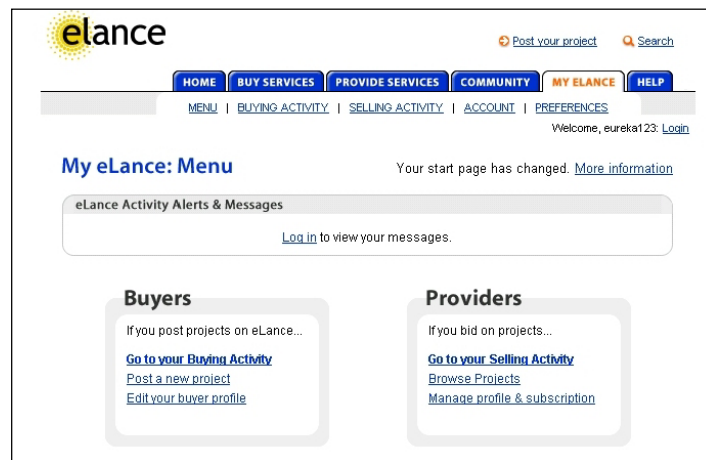 elance
Post your project Search
HOME BUY SERVICES PROVIDE SERVICES COMMUNITY MY ELANCE HELP
MENU | BUYING ACTIVITY | SELLING ACTIVITY | ACCOUNT | PREFERENCES
Welcome, eureka123: Login
My eLance: Menu
Your start page has changed. More information
eLance Activity Alerts & Messages
Log in to view your messages.
Buyers
If you post projects on eLance...
Go to your Buying Activity
Post a new project
Edit your buyer profile
Providers
If you bid on projects...
Go to your Selling Activity
Browse Projects
Manage profile & subscription